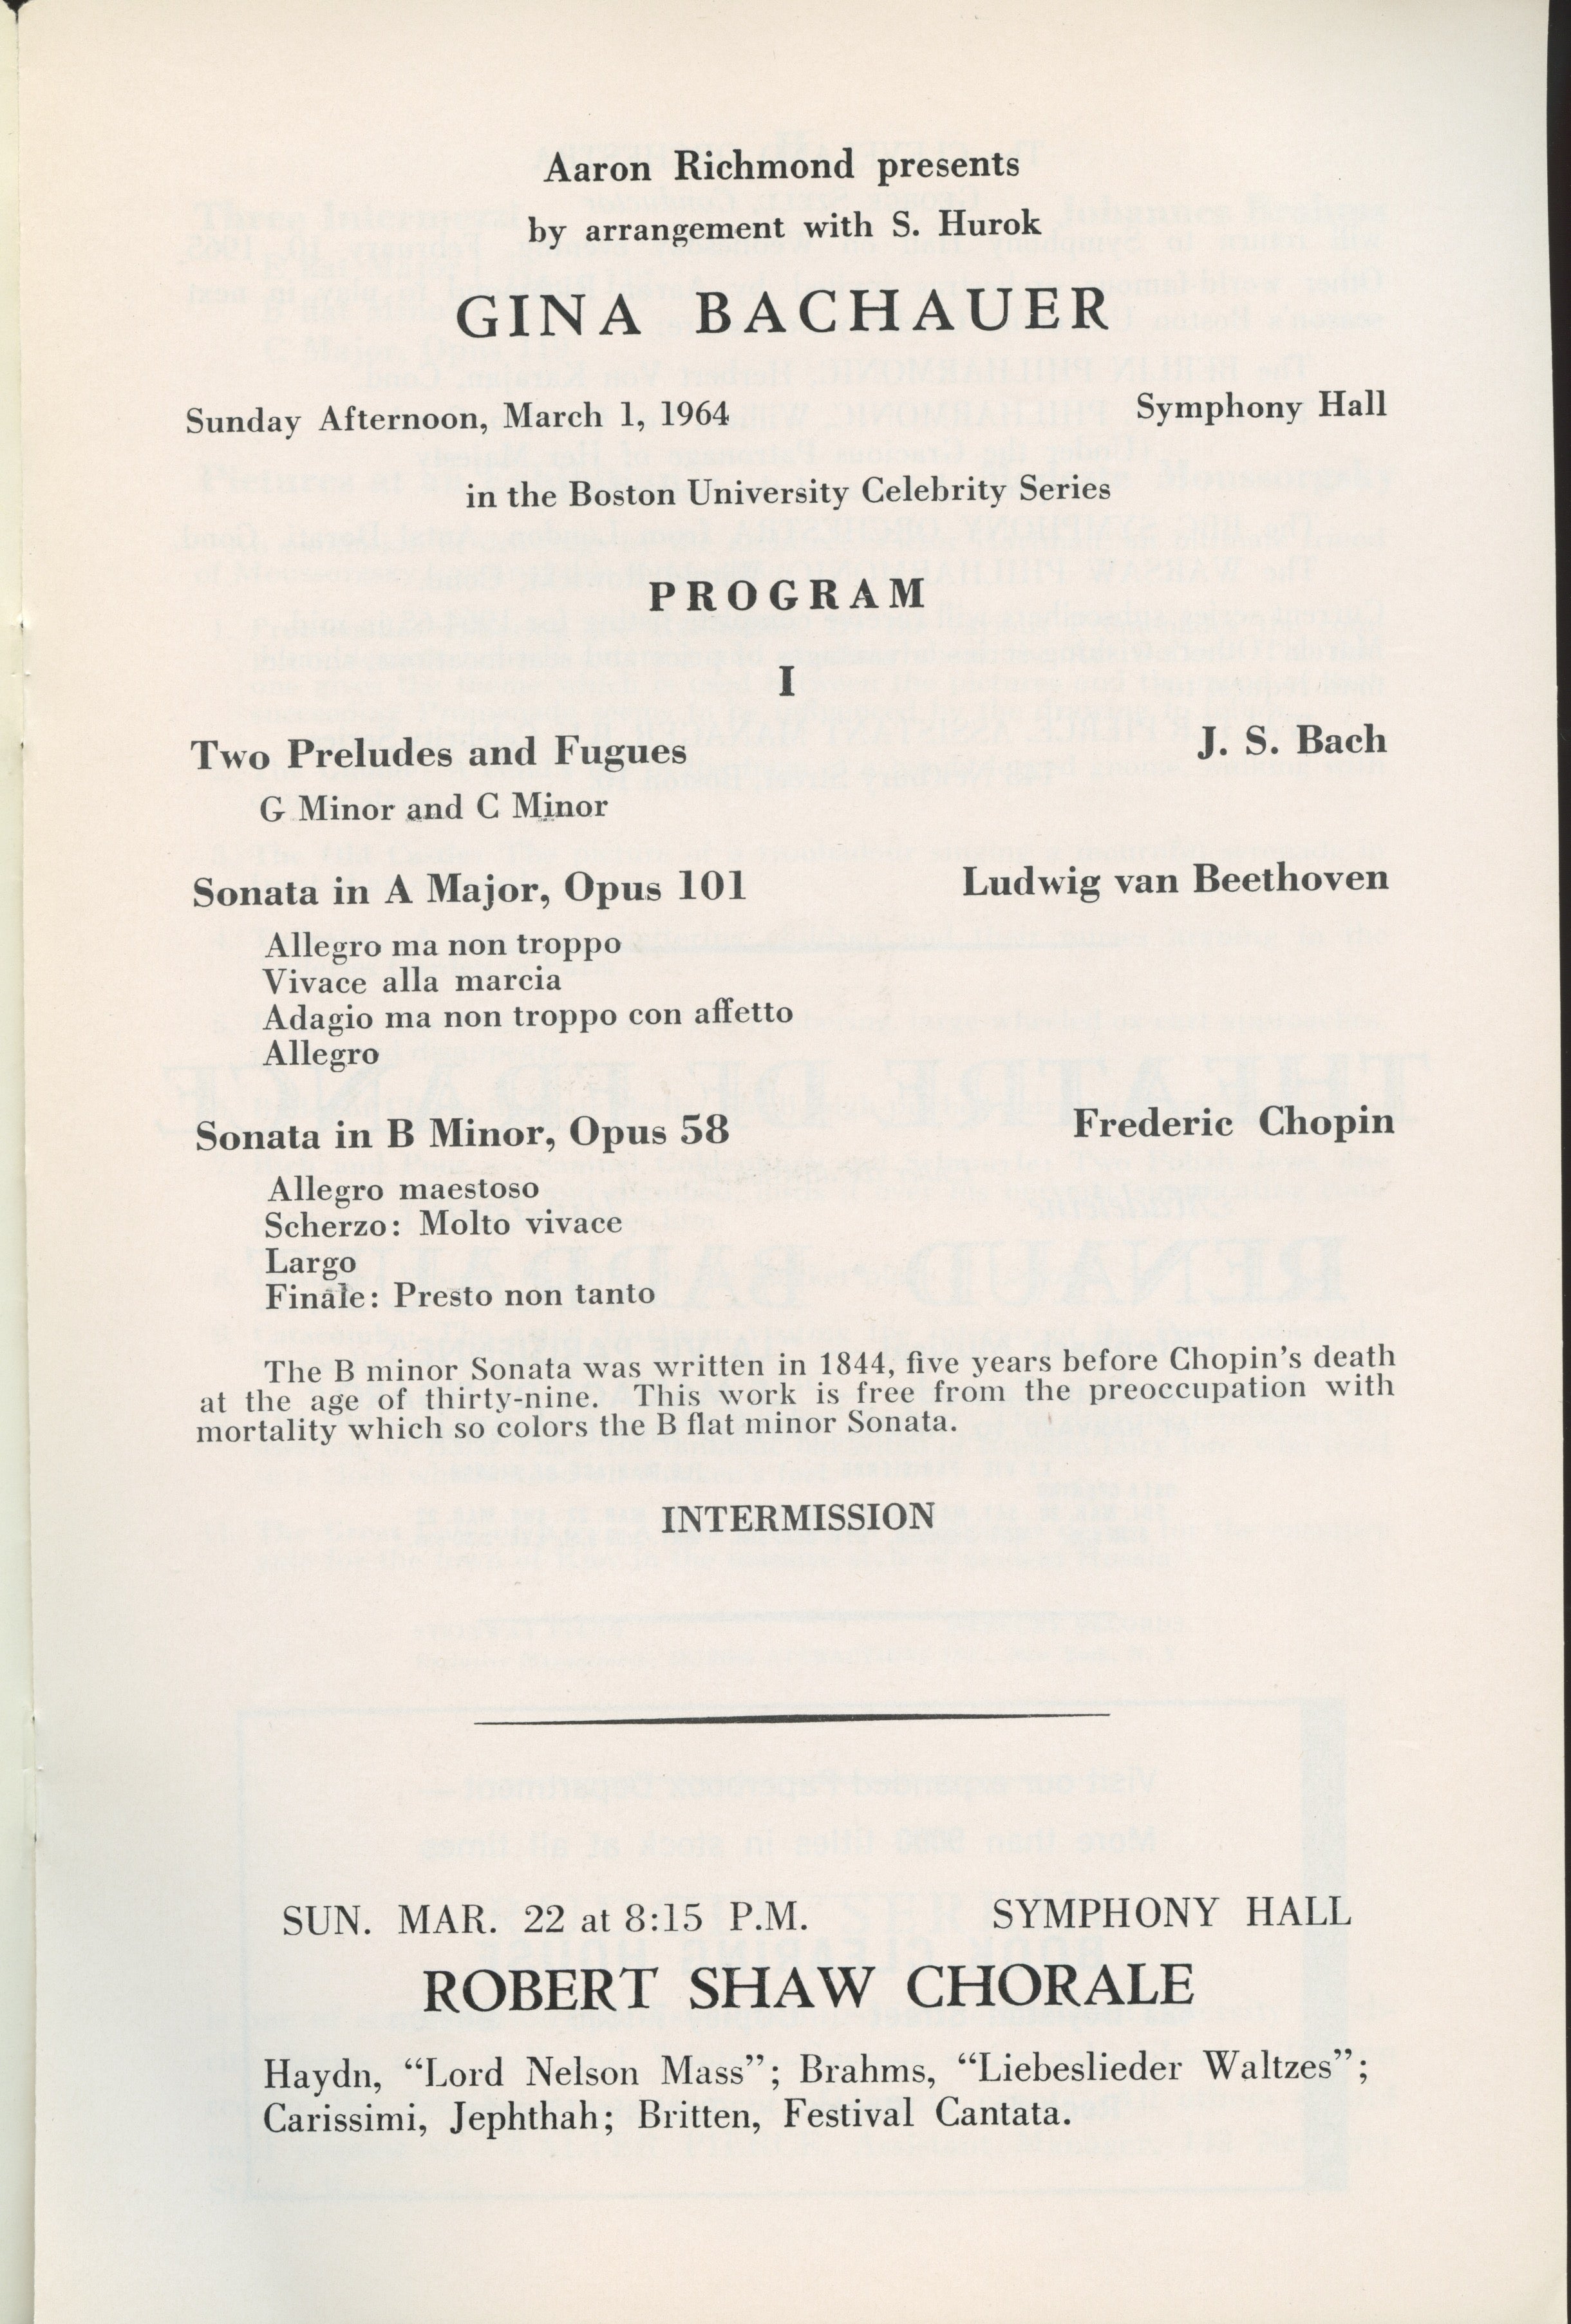 Aaron Richmond presents
by arrangement with S. Hurok
GINA BACHAUER
Sunday Afternoon, March 1, 1964 Symphony Hall
in the Boston University Celebrity Series
PROGRAM
I
Two Preludes and Fugues J. S. Bach
G Minor and C Minor
Sonata in A Major, Opus 101 Ludwig van Beethoven
Allegro ma non troppo
Vivace alla marcia
Adagio ma non troppo con affetto
Allegro
Sonata in B Minor, Opus 58 Frederic Chopin
Allegro maestoso
Scherzo: Molto vivace
Largo
Finale: Presto non tanto
The B minor Sonata was written in 1844, five years before Chopin's death
at the age of thirty-nine. This work is free from the preoccupation with
mortality which so colors the B flat minor Sonata.
INTERMISSION
SUN. MAR. 22 at 8:15 P.M. SYMPHONY HALL
ROBERT SHAW CHORALE
Haydn, “Lord Nelson Mass”; Brahms, “Liebeslieder Waltzes”;
Carissimi, Jephthah; Britten, Festival Cantata.